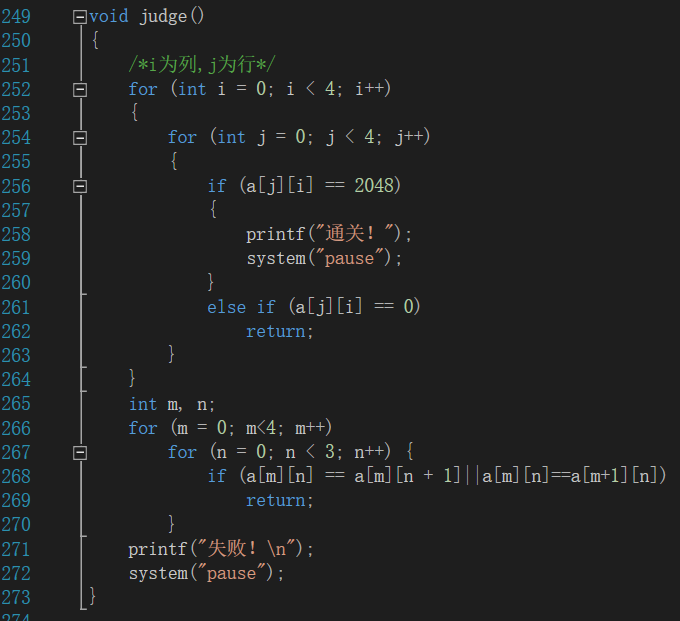 249 void judge()
250 {
251     /*i为列,j为行*/
252     for (int i = 0; i < 4; i++)
253     {
254         for (int j = 0; j < 4; j++)
255         {
256             if (a[j][i] == 2048)
257             {
258                 printf("通关! ");
259                 system("pause");
260             }
261             else if (a[j][i] == 0)
262                 return;
263         }
264     }
265     int m, n;
266     for (m = 0; m<4; m++)
267         for (n = 0; n < 3; n++) {
268             if (a[m][n] == a[m][n + 1]||a[m][n]==a[m+1][n])
269                 return;
270         }
271     printf("失败! \n");
272     system("pause");
273 }
274